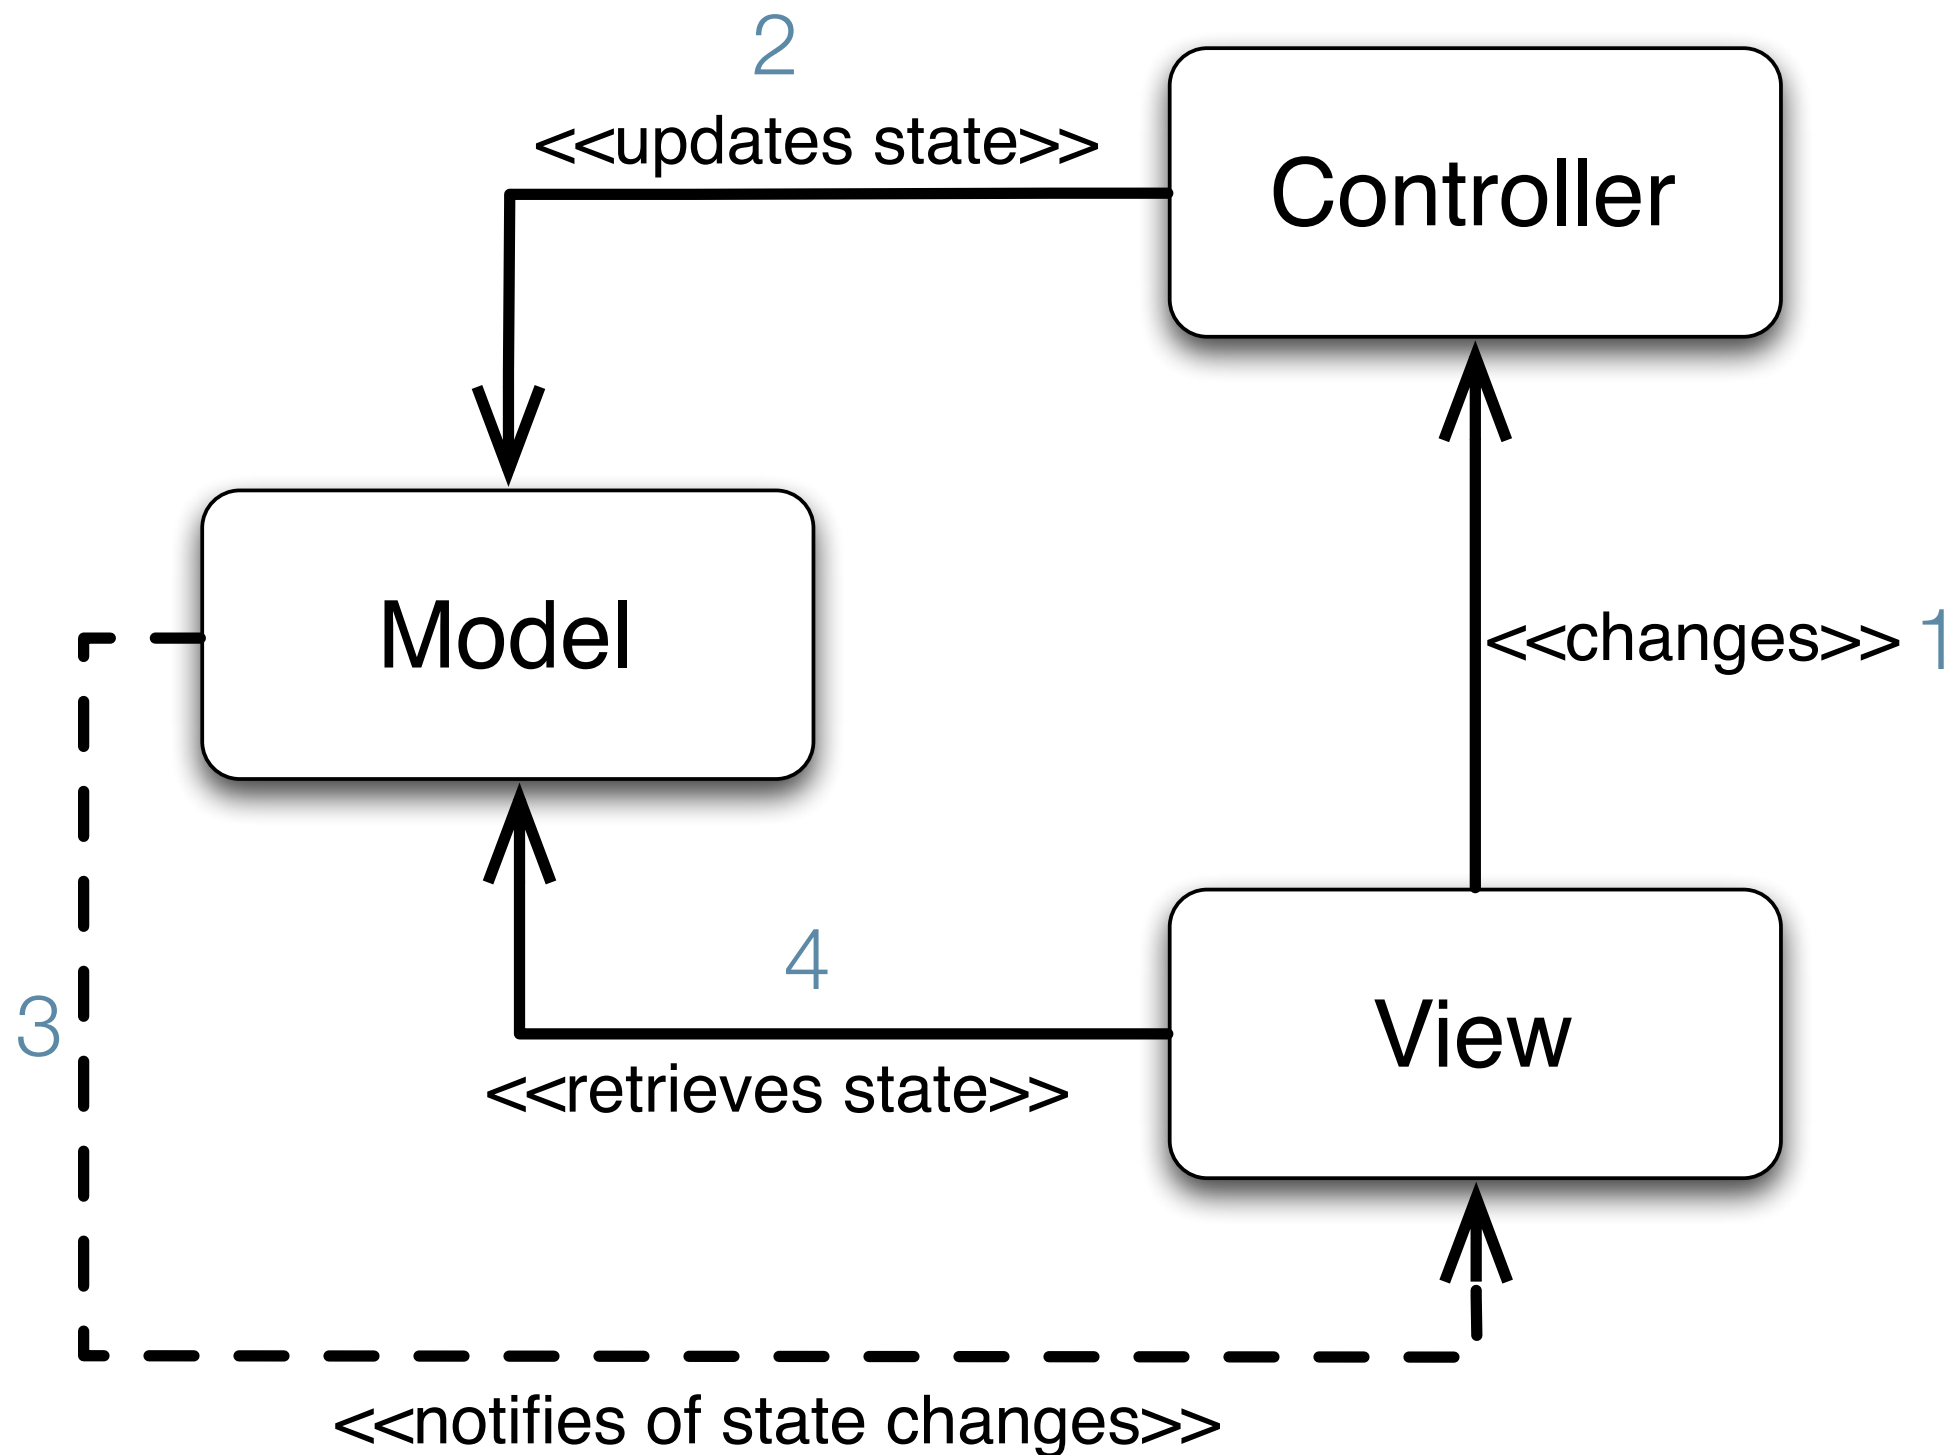 2
<<updates state>>
Controller
Model
<<changes>> 1
4
View
3
<<retrieves state>>
<<notifies of state changes>>